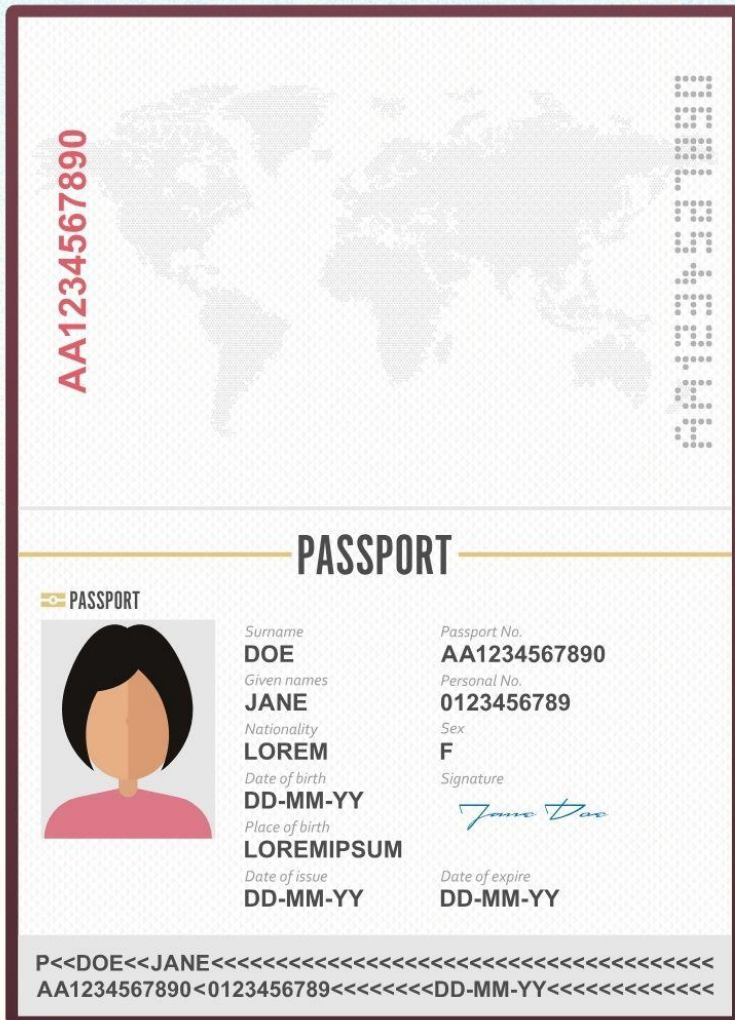 AA1234567890
AA1234567890
PASSPORT
PASSPORT
Surname
DOE
Passport No.
AA1234567890
Given names
JANE
Personal No.
0123456789
Nationality
LOREM
Sex
F
Date of birth
DD-MM-YY
Signature
Jane Doe
Place of birth
LOREMIPSUM
Date of issue
DD-MM-YY
Date of expire
DD-MM-YY
P<<DOE<<JANE<<<<<<<<<<<<<<<<<<<<<<<<<<<<<<<<<<<<<<<
AA1234567890<0123456789<<<<<<<<DD-MM-YY<<<<<<<<<<<<<